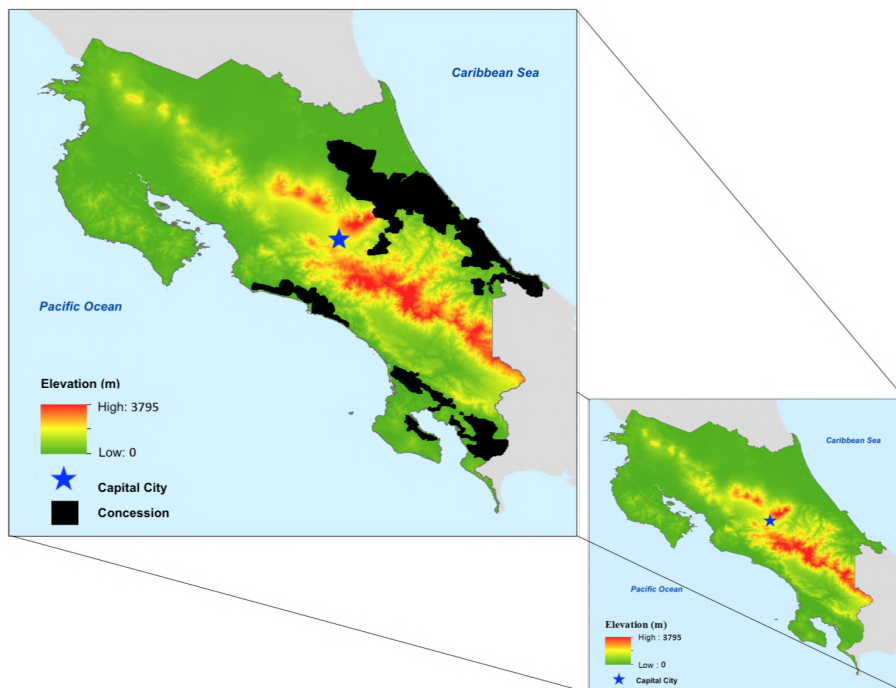 Caribbean Sea
Pacific Ocean
Elevation (m)
High: 3795
Low: 0
Capital City
Concession
Caribbean Sea
Pacific Ocean
Elevation (m)
High : 3795
Low : 0
Capital City